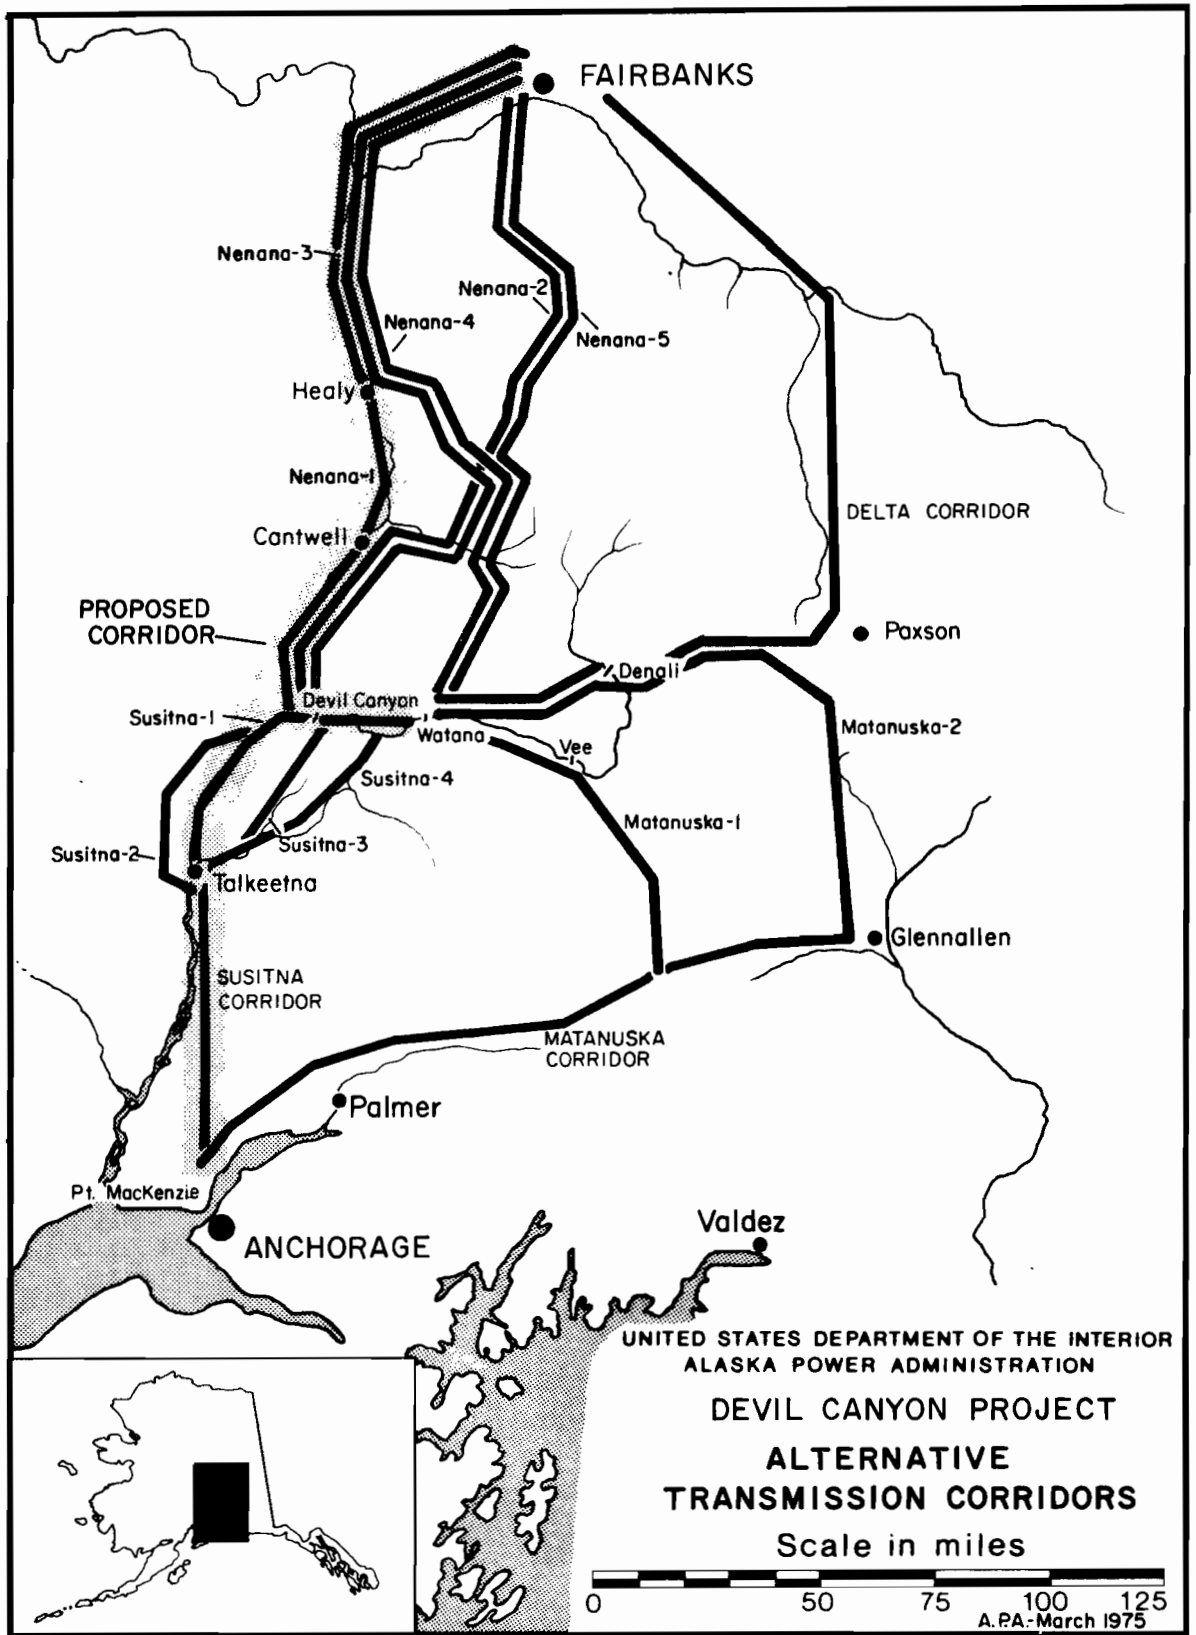 FAIRBANKS
Nenana-3
Nenana-2
Nenana-4
Nenana-5
Healy
Nenana-1
DELTA CORRIDOR
Cantwell
PROPOSED
CORRIDOR
Paxson
Denali
Devil Canyon
Susitna-1
Watana
Matanuska-2
Vee
Susitna-4
Matanuska-1
Susitna-3
Susitna-2
Talkeetna
Glennallen
SUSITNA
CORRIDOR
MATANUSKA
CORRIDOR
Palmer
Pt. MacKenzie
Valdez
ANCHORAGE
UNITED STATES DEPARTMENT OF THE INTERIOR
ALASKA POWER ADMINISTRATION
DEVIL CANYON PROJECT
ALTERNATIVE
TRANSMISSION CORRIDORS
Scale in miles
0 50 75 100 125
A.P.A.-March 1975